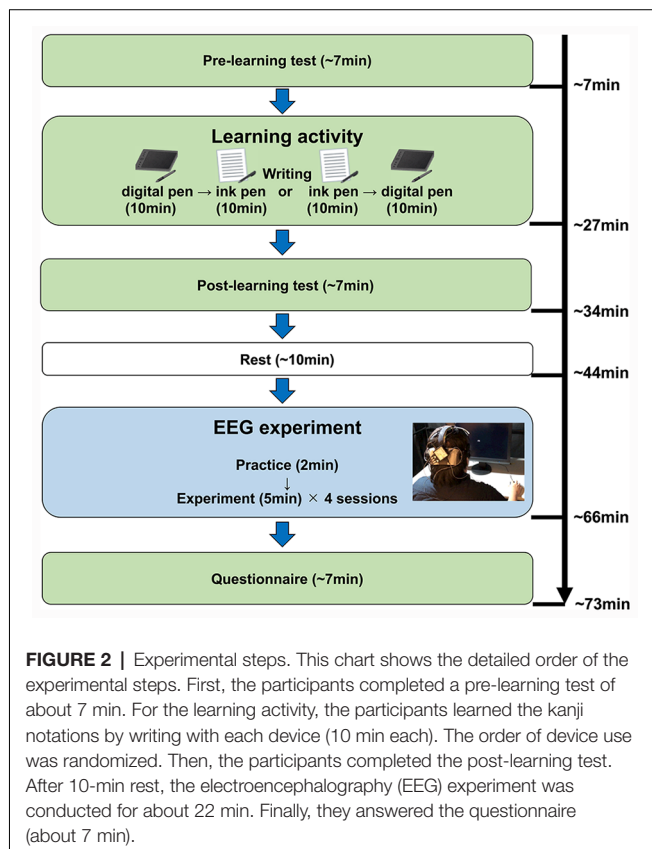 Pre-learning test (~7min)
~7min
Learning activity
Writing
digital pen → ink pen or ink pen → digital pen
(10min) (10min) (10min) (10min)
~27min
Post-learning test (~7min)
~34min
Rest (~10min)
~44min
EEG experiment
Practice (2min)
↓
Experiment (5min) × 4 sessions
~66min
Questionnaire (~7min)
~73min
FIGURE 2 | Experimental steps. This chart shows the detailed order of the
experimental steps. First, the participants completed a pre-learning test of
about 7 min. For the learning activity, the participants learned the kanji
notations by writing with each device (10 min each). The order of device use
was randomized. Then, the participants completed the post-learning test.
After 10-min rest, the electroencephalography (EEG) experiment was
conducted for about 22 min. Finally, they answered the questionnaire
(about 7 min).